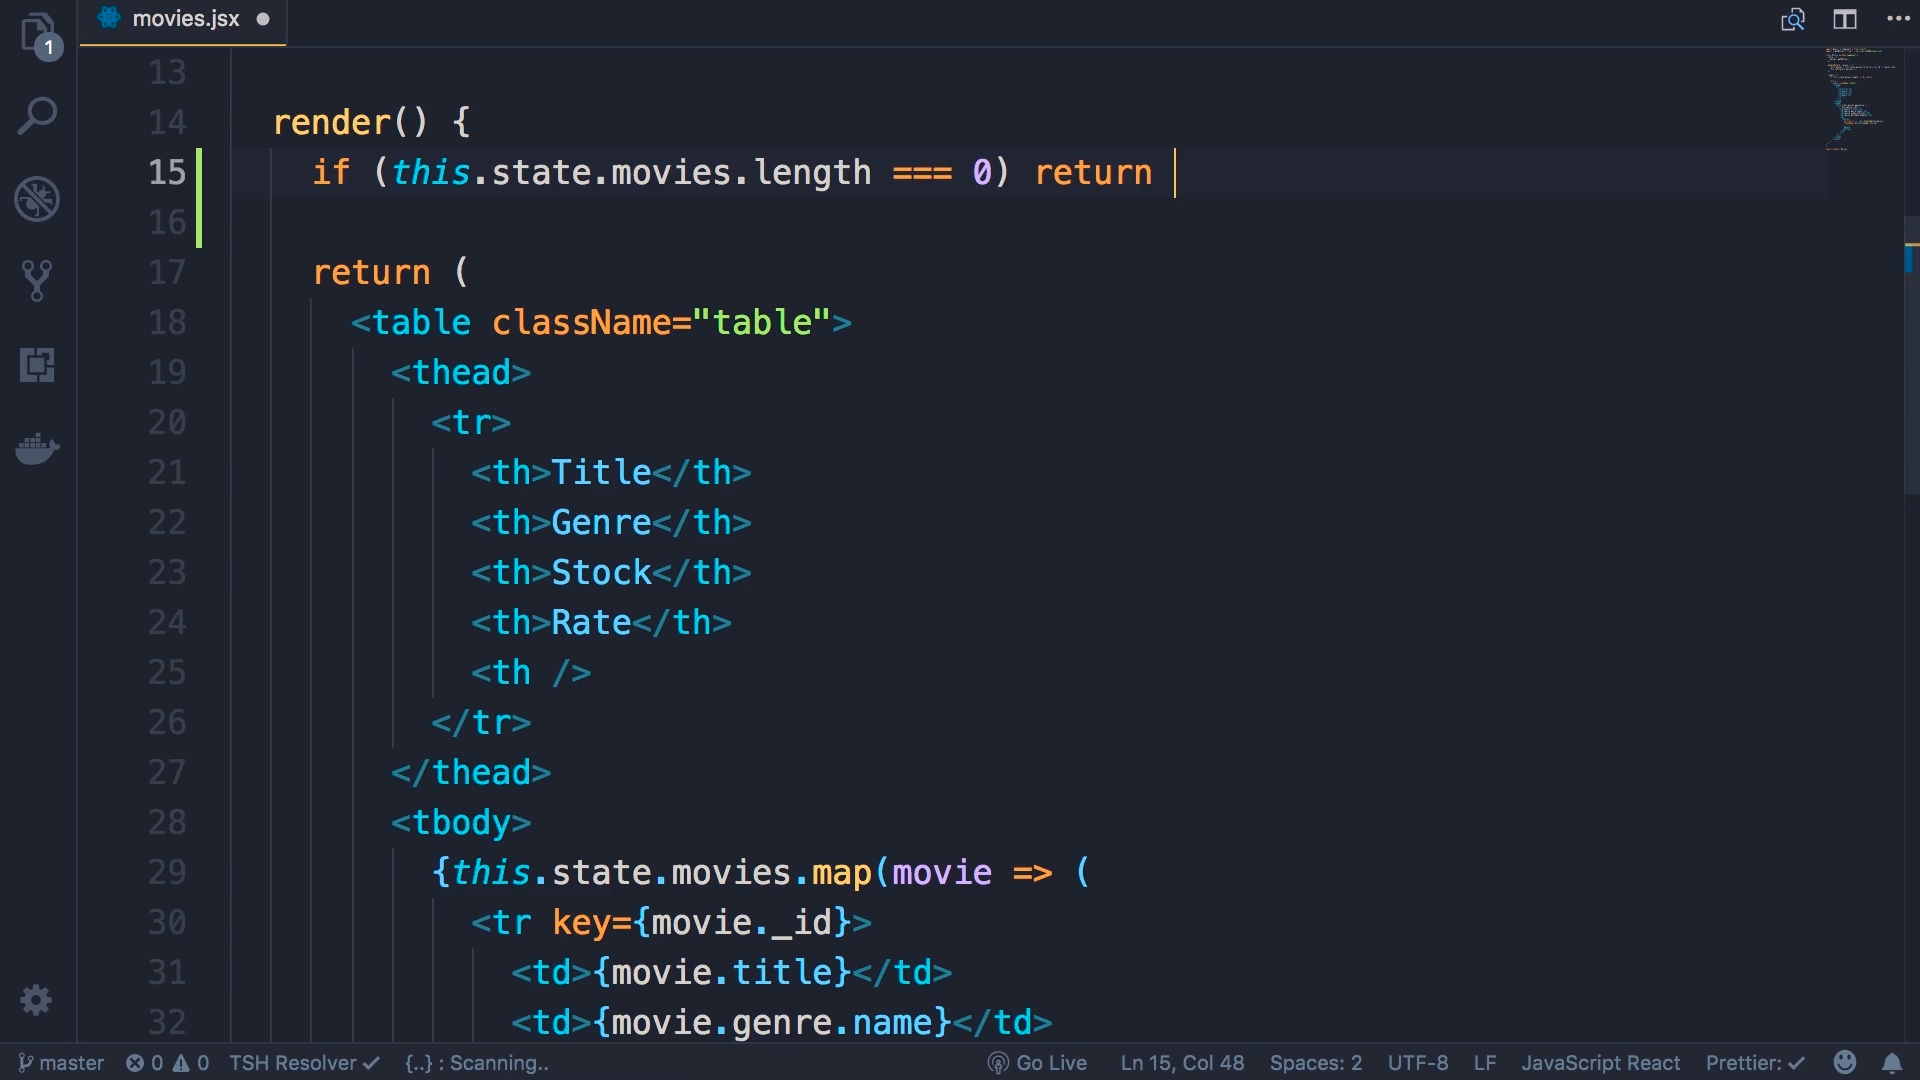 movies.jsx
1
13
14 render() {
15 if (this.state.movies.length === 0) return
16
17 return (
18 <table className="table">
19 <thead>
20 <tr>
21 <th>Title</th>
22 <th>Genre</th>
23 <th>Stock</th>
24 <th>Rate</th>
25 <th />
26 </tr>
27 </thead>
28 <tbody>
29 {this.state.movies.map(movie => (
30 <tr key={movie._id}>
31 <td>{movie.title}</td>
32 <td>{movie.genre.name}</td>
master 0 0 TSH Resolver ✓ {..} : Scanning.. Go Live Ln 15, Col 48 Spaces: 2 UTF-8 LF JavaScript React Prettier: ✓